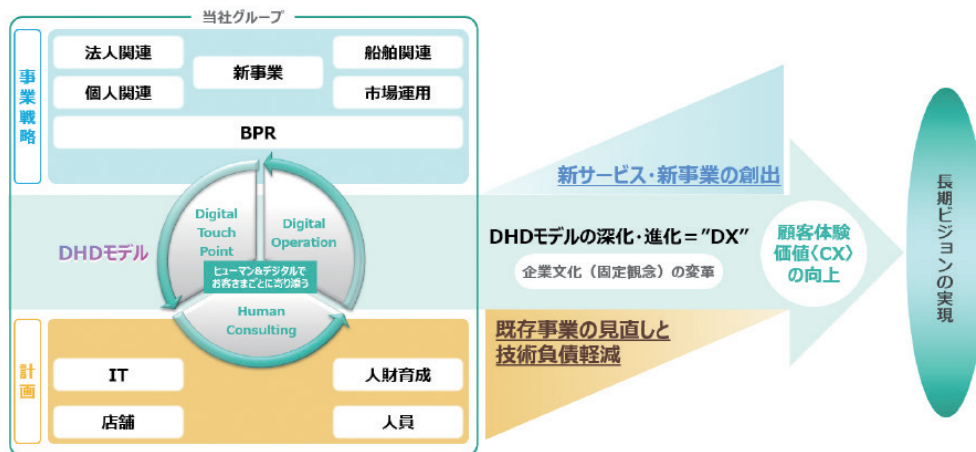 当社グループ
事業戦略
法人関連
個人関連
新事業
船舶関連
市場運用
BPR
DHDモデル
Digital
Touch
Point
Digital
Operation
ヒューマン&デジタルで
お客さまごとに寄り添う
Human
Consulting
計画
IT
店舗
人財育成
人員
新サービス・新事業の創出
DHDモデルの深化・進化＝”DX”
企業文化（固定観念）の変革
既存事業の見直しと
技術負債軽減
顧客体験
価値〈CX〉
の向上
長期ビジョンの実現